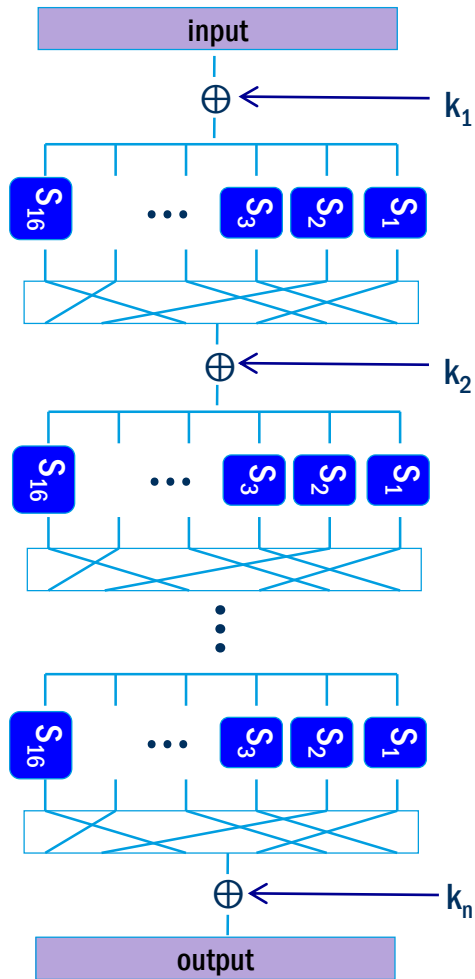 input
⊕ k₁
S₁₆ ••• S₃ S₂ S₁
⊕ k₂
S₁₆ ••• S₃ S₂ S₁
S₁₆ ••• S₃ S₂ S₁
⊕ kₙ
output